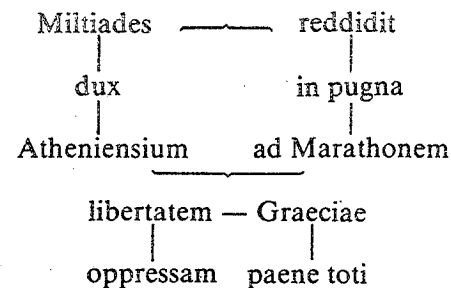 Miltiades reddidit
dux in pugna
Atheniensium ad Marathonem
libertatem — Graeciae
oppressam paene toti